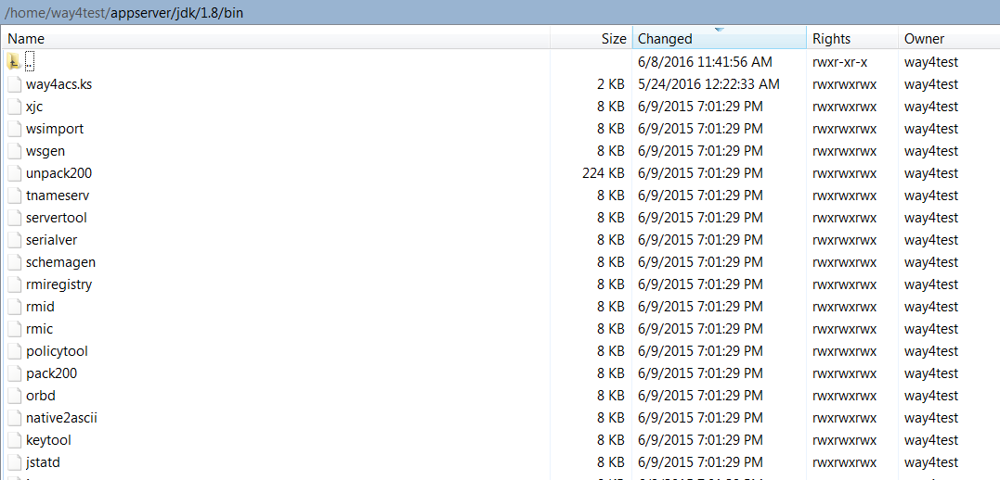 /home/way4test/appserver/jdk/1.8/bin
Name Size Changed Rights Owner
.. 6/8/2016 11:41:56 AM rwxr-xr-x way4test
way4acs.ks 2 KB 5/24/2016 12:22:33 AM rwxrwxrwx way4test
xjc 8 KB 6/9/2015 7:01:29 PM rwxrwxrwx way4test
wsimport 8 KB 6/9/2015 7:01:29 PM rwxrwxrwx way4test
wsgen 8 KB 6/9/2015 7:01:29 PM rwxrwxrwx way4test
unpack200 224 KB 6/9/2015 7:01:29 PM rwxrwxrwx way4test
tnameserv 8 KB 6/9/2015 7:01:29 PM rwxrwxrwx way4test
servertool 8 KB 6/9/2015 7:01:29 PM rwxrwxrwx way4test
serialver 8 KB 6/9/2015 7:01:29 PM rwxrwxrwx way4test
schemagen 8 KB 6/9/2015 7:01:29 PM rwxrwxrwx way4test
rmiregistry 8 KB 6/9/2015 7:01:29 PM rwxrwxrwx way4test
rmid 8 KB 6/9/2015 7:01:29 PM rwxrwxrwx way4test
rmic 8 KB 6/9/2015 7:01:29 PM rwxrwxrwx way4test
policytool 8 KB 6/9/2015 7:01:29 PM rwxrwxrwx way4test
pack200 8 KB 6/9/2015 7:01:29 PM rwxrwxrwx way4test
orbd 8 KB 6/9/2015 7:01:29 PM rwxrwxrwx way4test
native2ascii 8 KB 6/9/2015 7:01:29 PM rwxrwxrwx way4test
keytool 8 KB 6/9/2015 7:01:29 PM rwxrwxrwx way4test
jstatd 8 KB 6/9/2015 7:01:29 PM rwxrwxrwx way4test